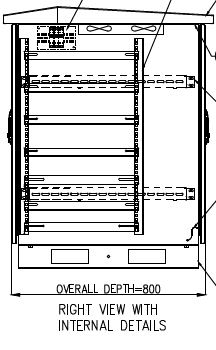 OVERALL DEPTH=800
RIGHT VIEW WITH
INTERNAL DETAILS